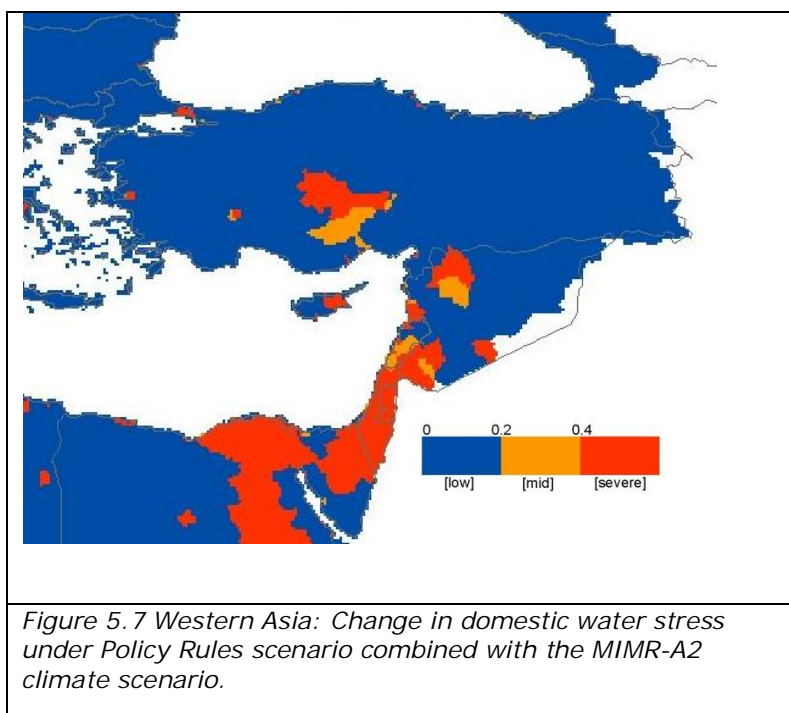 0 0.2 0.4
[low] [mid] [severe]
Figure 5.7 Western Asia: Change in domestic water stress
under Policy Rules scenario combined with the MIMR-A2
climate scenario.